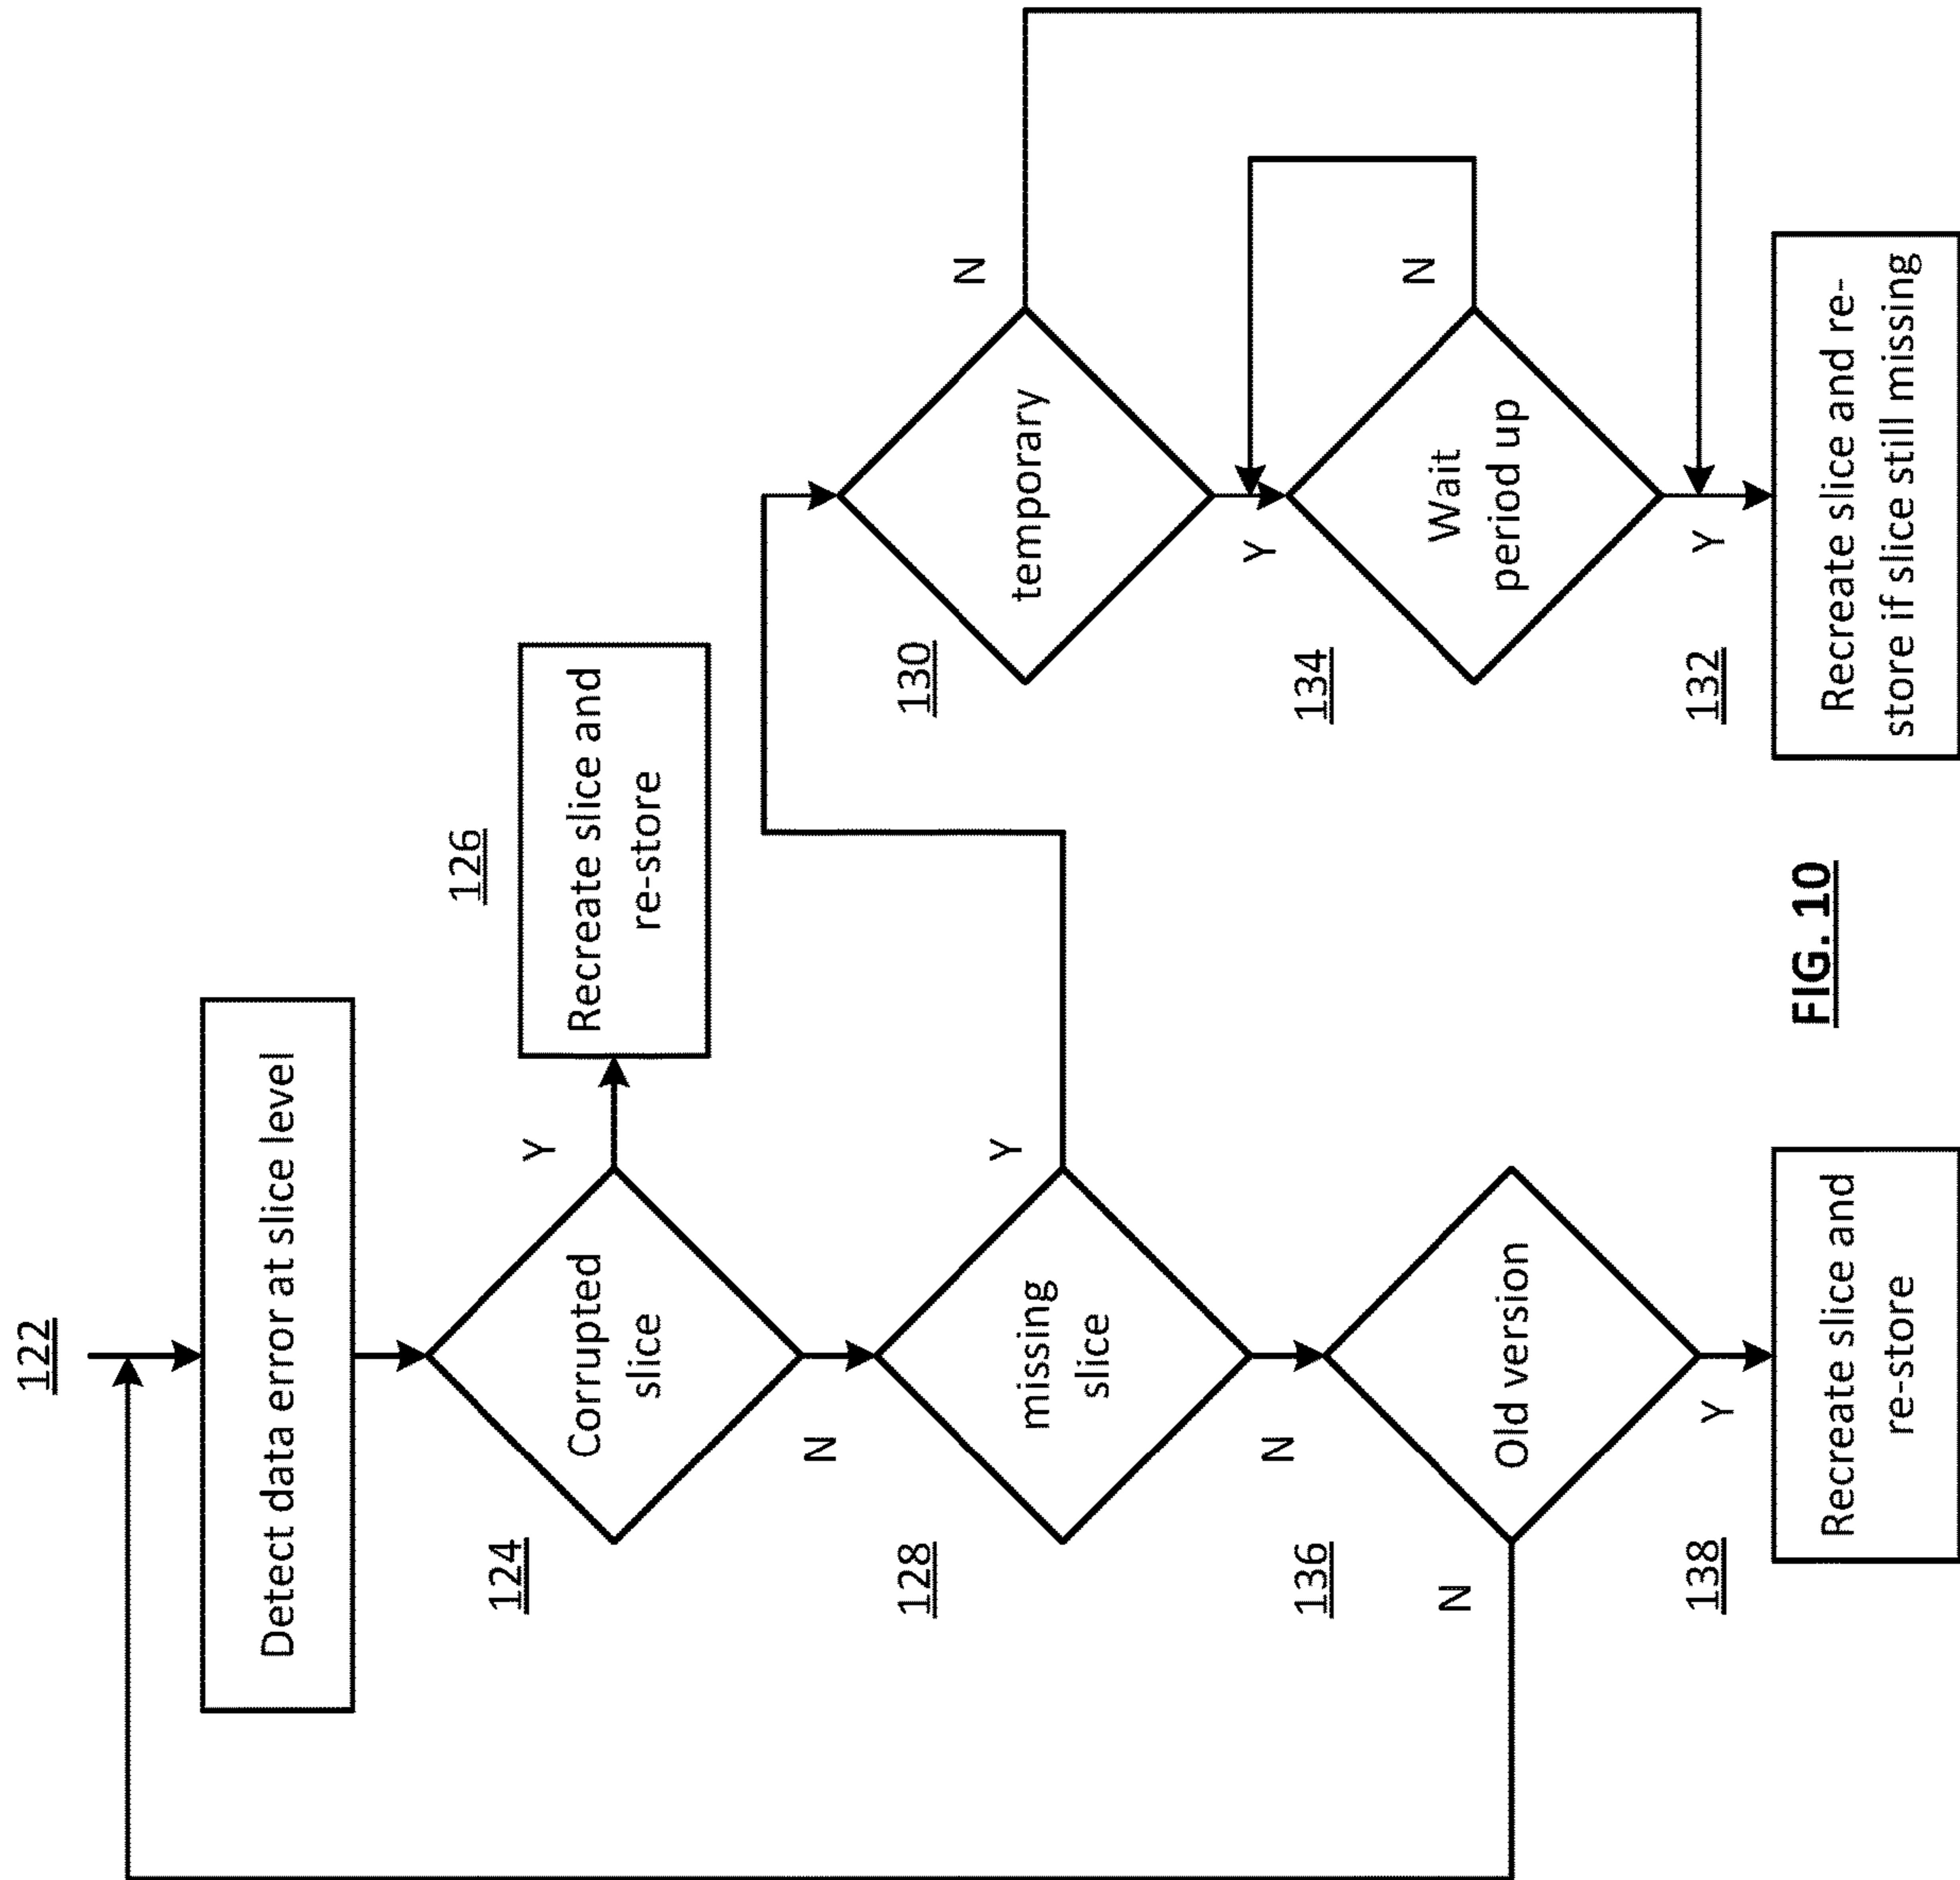 122
Detect data error at slice level
124
Corrupted
slice
Y
N
126
Recreate slice and
re-store
128
missing
slice
Y
N
136
Old version
N
Y
138
Recreate slice and
re-store
130
temporary
N
Y
134
Wait
period up
N
Y
132
Recreate slice and re-
store if slice still missing
FIG. 10